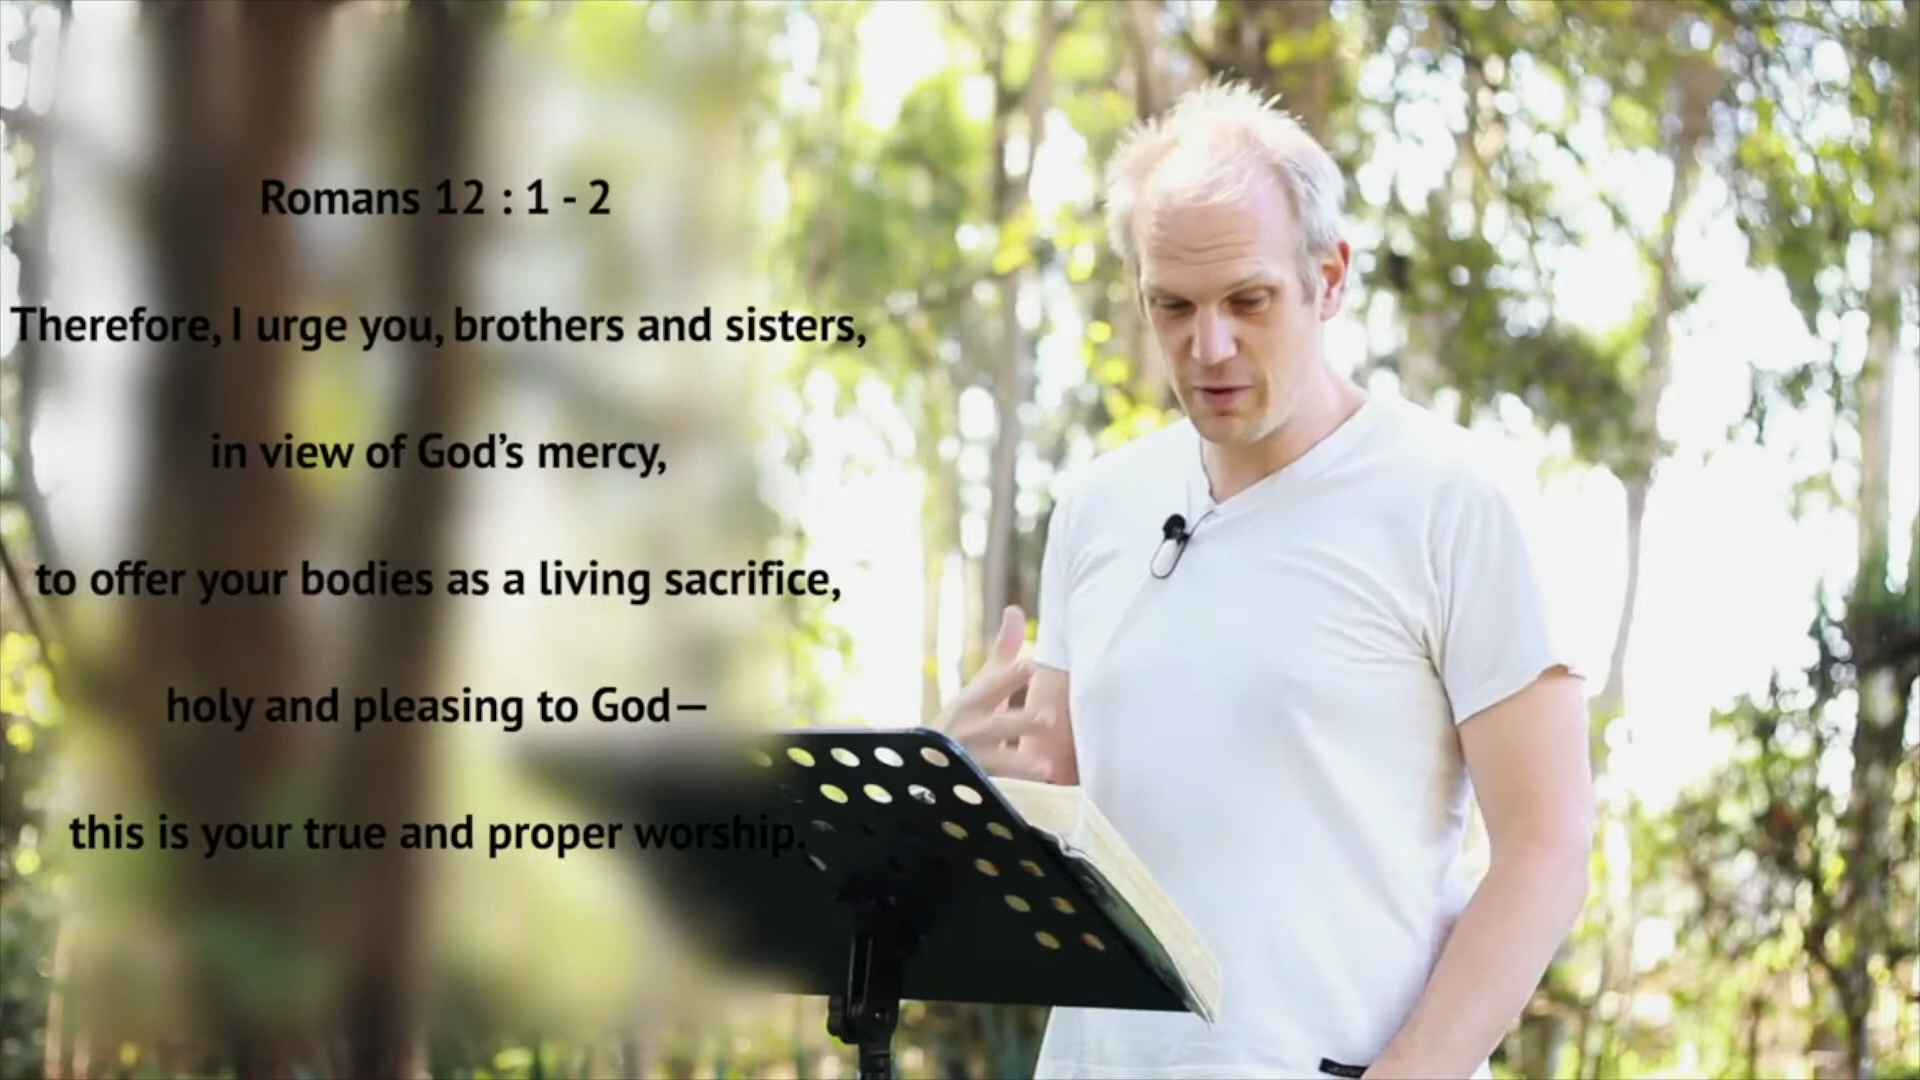 Romans 12 : 1 - 2
Therefore, I urge you, brothers and sisters,
in view of God’s mercy,
to offer your bodies as a living sacrifice,
holy and pleasing to God—
this is your true and proper worship.